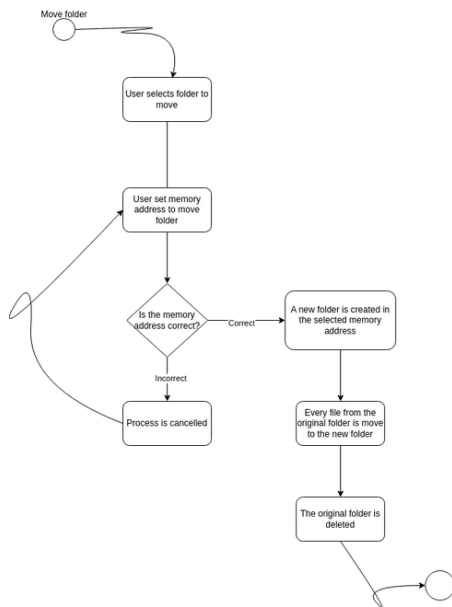 Move folder
User selects folder to
move
User set memory
address to move
folder
Is the memory
address correct?
Correct
A new folder is created in
the selected memory
address
Incorrect
Process is cancelled
Every file from the
original folder is move
to the new folder
The original folder is
deleted